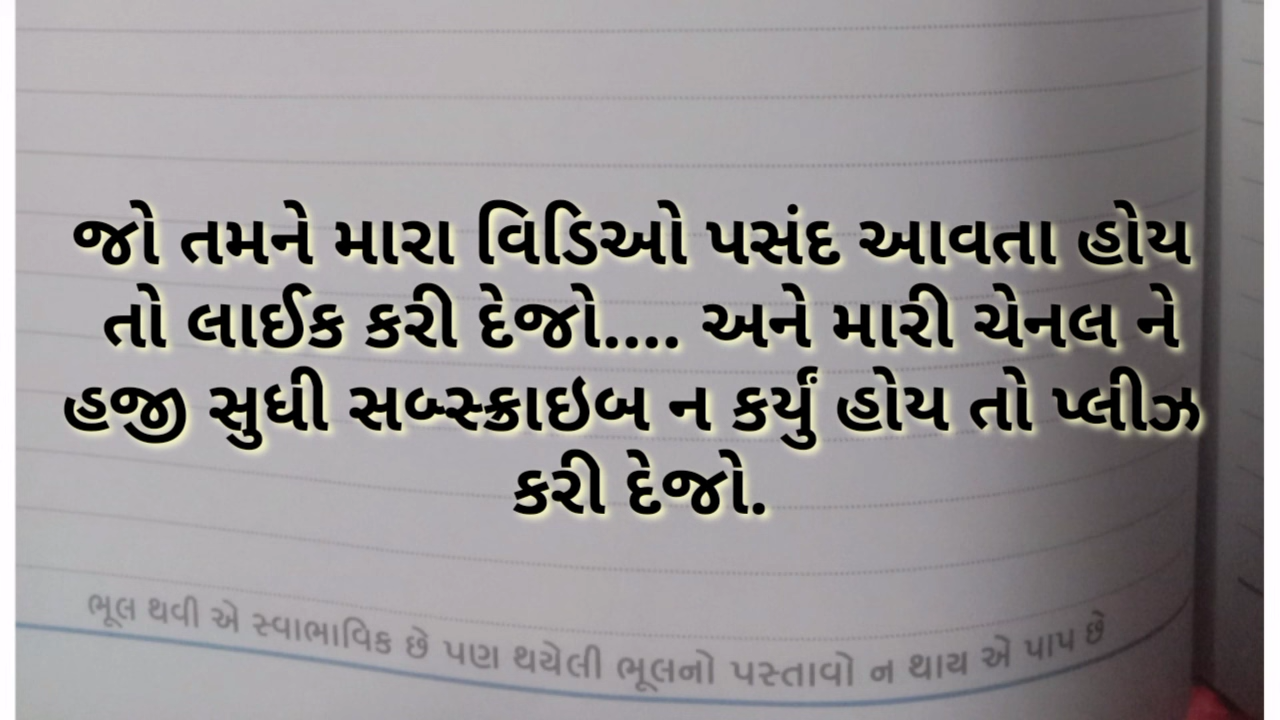 જો તમને મારા વિડિઓ પસંદ આવતા હોય
તો લાઈક કરી દેજો.... અને મારી ચેનલ ને
હજી સુધી સબ્સ્ક્રાઇબ ન કર્યું હોય તો પ્લીઝ
કરી દેજો.
ભૂલ થવી એ સ્વાભાવિક છે પણ થયેલી ભૂલનો પસ્તાવો ન થાય એ પાપ છે